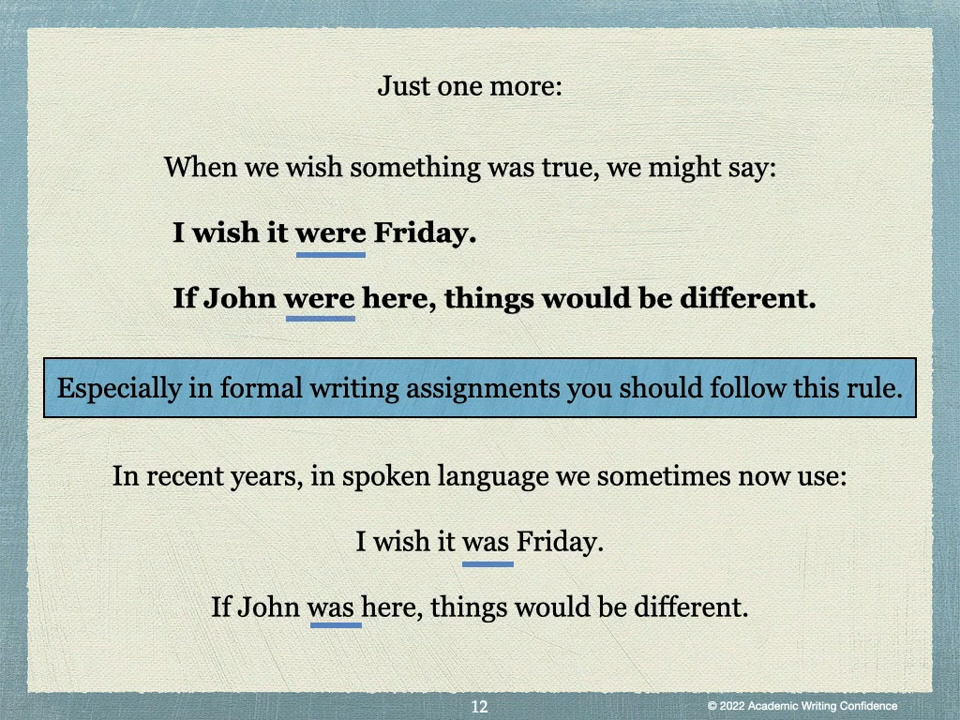 Just one more:
When we wish something was true, we might say:
I wish it were Friday.
If John were here, things would be different.
Especially in formal writing assignments you should follow this rule.
In recent years, in spoken language we sometimes now use:
I wish it was Friday.
If John was here, things would be different.
12
© 2022 Academic Writing Confidence